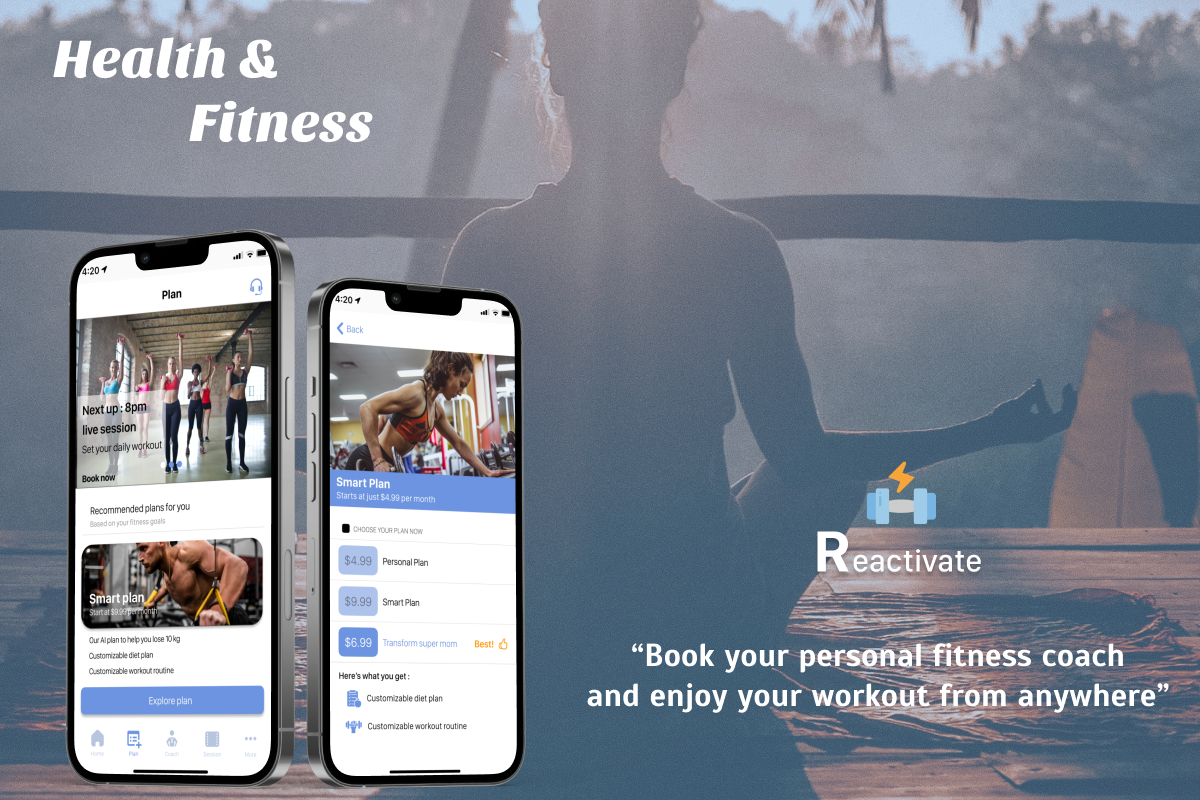 Health &
Fitness
4:20
Plan
Next up : 8pm
live session
Set your daily workout
Book now
Recommended plans for you
Based on your fitness goals
Smart plan
Start at $9.99 per month
Our AI plan to help you lose 10 kg
Customizable diet plan
Customizable workout routine
Explore plan
Home Plan Coach Session More
4:20
Back
Smart Plan
Starts at just $4.99 per month
CHOOSE YOUR PLAN NOW
$4.99 Personal Plan
$9.99 Smart Plan
$6.99 Transform super mom Best!
Here's what you get :
Customizable diet plan
Customizable workout routine
Reactivate
“Book your personal fitness coach
and enjoy your workout from anywhere”